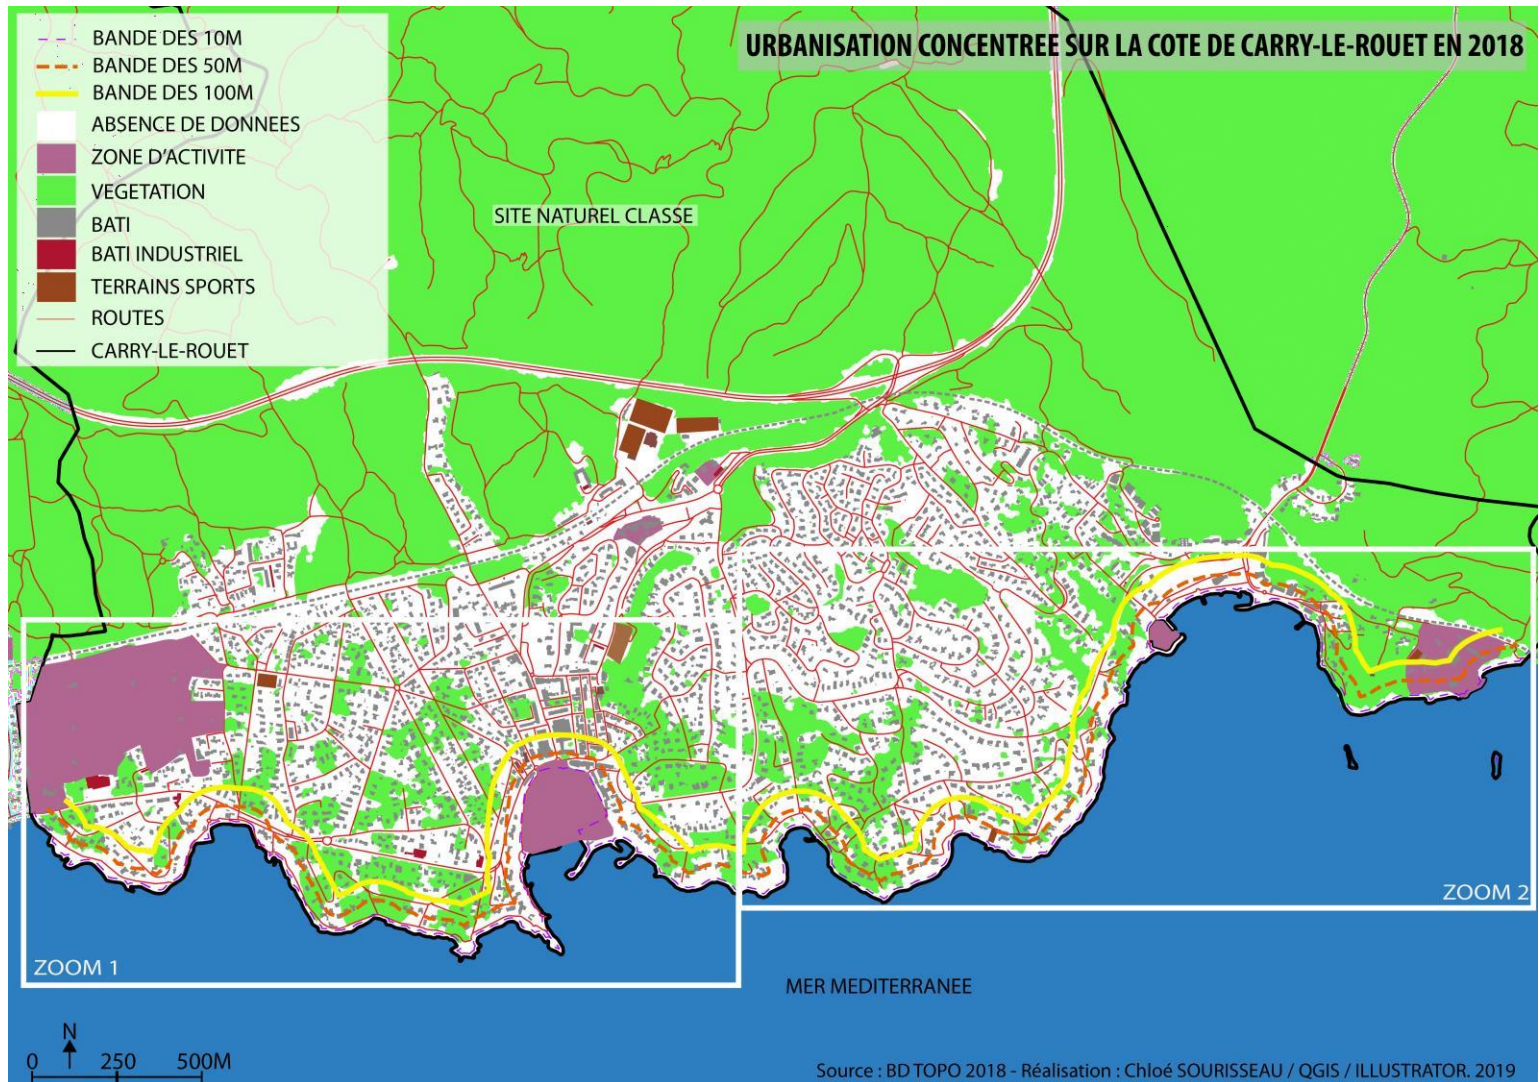 URBANISATION CONCENTREE SUR LA COTE DE CARRY-LE-ROUET EN 2018
BANDE DES 10M
BANDE DES 50M
BANDE DES 100M
ABSENCE DE DONNEES
ZONE D'ACTIVITE
VEGETATION
BATI
BATI INDUSTRIEL
TERRAINS SPORTS
ROUTES
CARRY-LE-ROUET
SITE NATUREL CLASSE
ZOOM 2
ZOOM 1
MER MEDITERRANEE
N
0 250 500M
Source : BD TOPO 2018 - Réalisation : Chloé SOURISSEAU / QGIS / ILLUSTRATOR. 2019